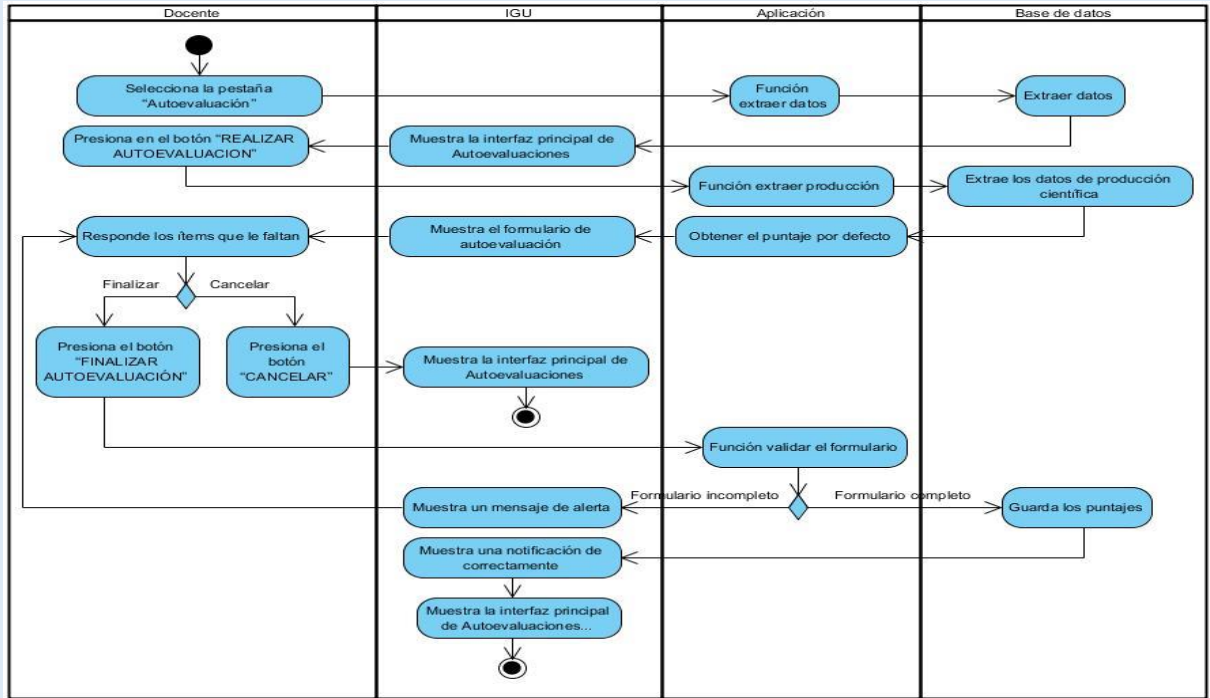 Docente
IGU
Aplicación
Base de datos
Selecciona la pestaña
"Autoevaluación"
Función
extraer datos
Extraer datos
Presiona en el botón "REALIZAR
AUTOEVALUACION"
Muestra la interfaz principal de
Autoevaluaciones
Función extraer producción
Extrae los datos de producción
científica
Responde los ítems que le faltan
Muestra el formulario de
autoevaluación
Obtener el puntaje por defecto
Finalizar
Cancelar
Presiona el botón
"FINALIZAR
AUTOEVALUACIÓN"
Presiona el
botón
"CANCELAR"
Muestra la interfaz principal de
Autoevaluaciones
Función validar el formulario
Formulario incompleto
Formulario completo
Muestra un mensaje de alerta
Guarda los puntajes
Muestra una notificación de
correctamente
Muestra la interfaz principal
de Autoevaluaciones...